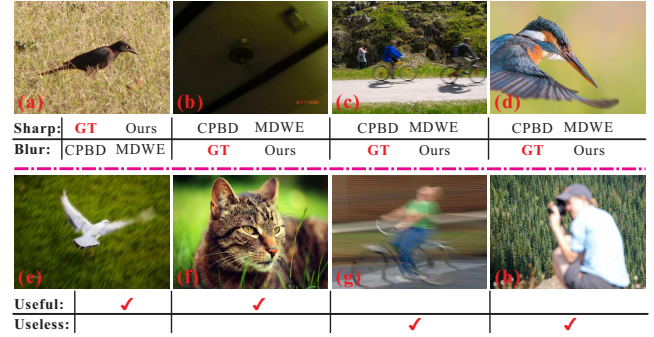 (a) (b) (c) (d)
Sharp: GT Ours CPBD MDWE CPBD MDWE CPBD MDWE
Blur: CPBD MDWE GT Ours GT Ours GT Ours
(e) (f) (g) (h)
Useful: ✓ ✓
Useless: ✓ ✓